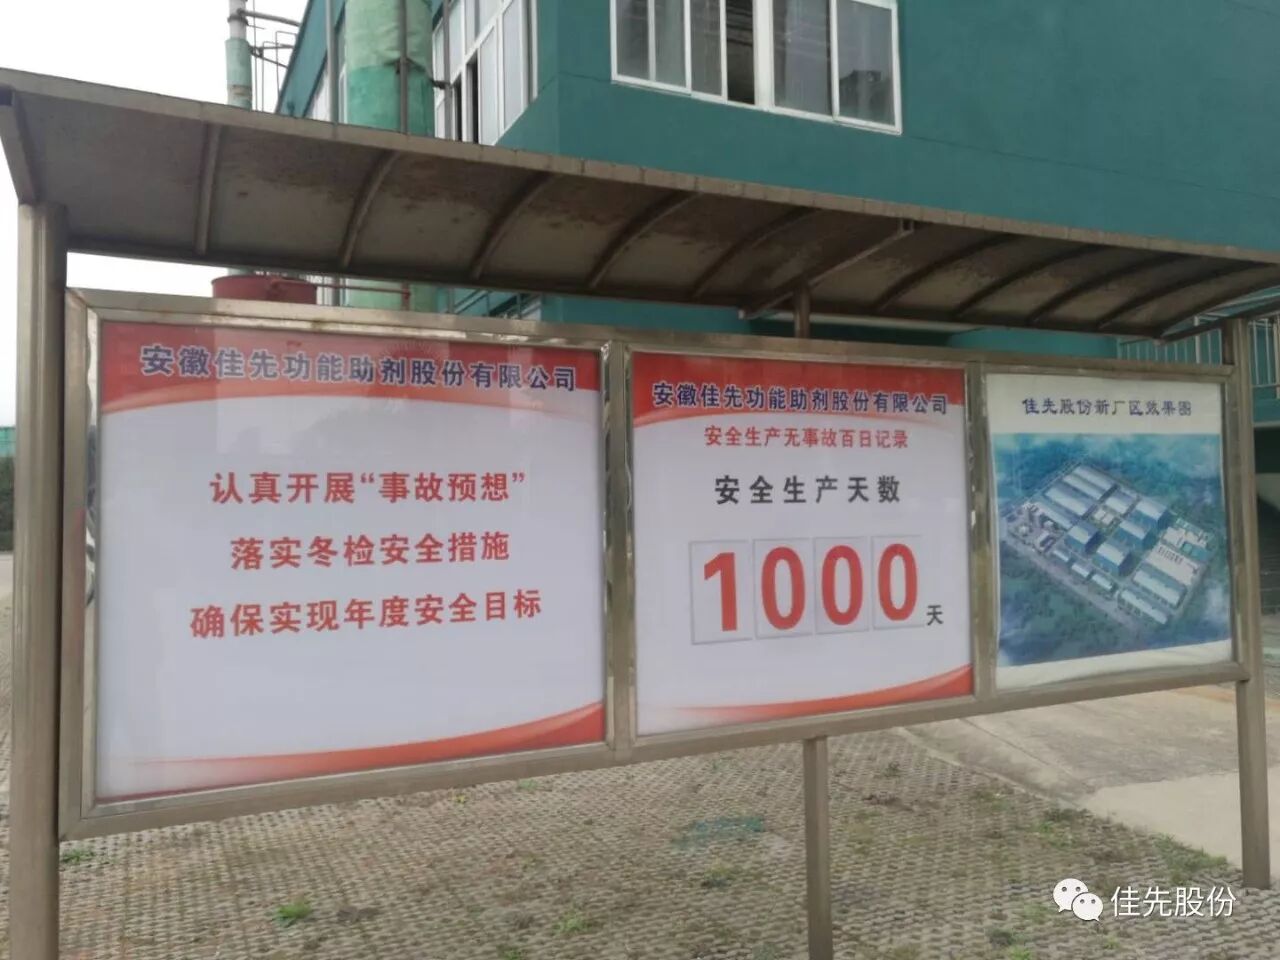 安徽佳先功能助剂股份有限公司
认真开展“事故预想”
落实冬检安全措施
确保实现年度安全目标
安徽佳先功能助剂股份有限公司
安全生产无事故百日记录
安全生产天数
1000天
佳先股份新厂区效果图
佳先股份